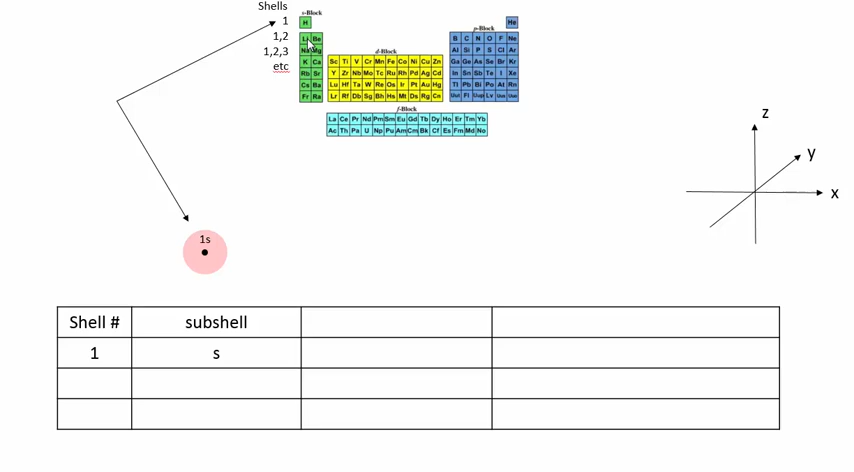 Shells
s-Block
1 H He
1,2 Li Be p-Block B C N O F Ne
1,2,3 Na Mg d-Block Al Si P S Cl Ar
etc K Ca Sc Ti V Cr Mn Fe Co Ni Cu Zn Ga Ge As Se Br Kr
Rb Sr Y Zr Nb Mo Tc Ru Rh Pd Ag Cd In Sn Sb Te I Xe
Cs Ba Lu Hf Ta W Re Os Ir Pt Au Hg Tl Pb Bi Po At Rn
Fr Ra Lr Rf Db Sg Bh Hs Mt Ds Rg Cn Uut Fl Uup Lv
f-Block
La Ce Pr Nd Pm Sm Eu Gd Tb Dy Ho Er Tm Yb
Ac Th Pa U Np Pu Am Cm Bk Cf Es Fm Md No
z
y
x
1s
Shell # subshell
1 s